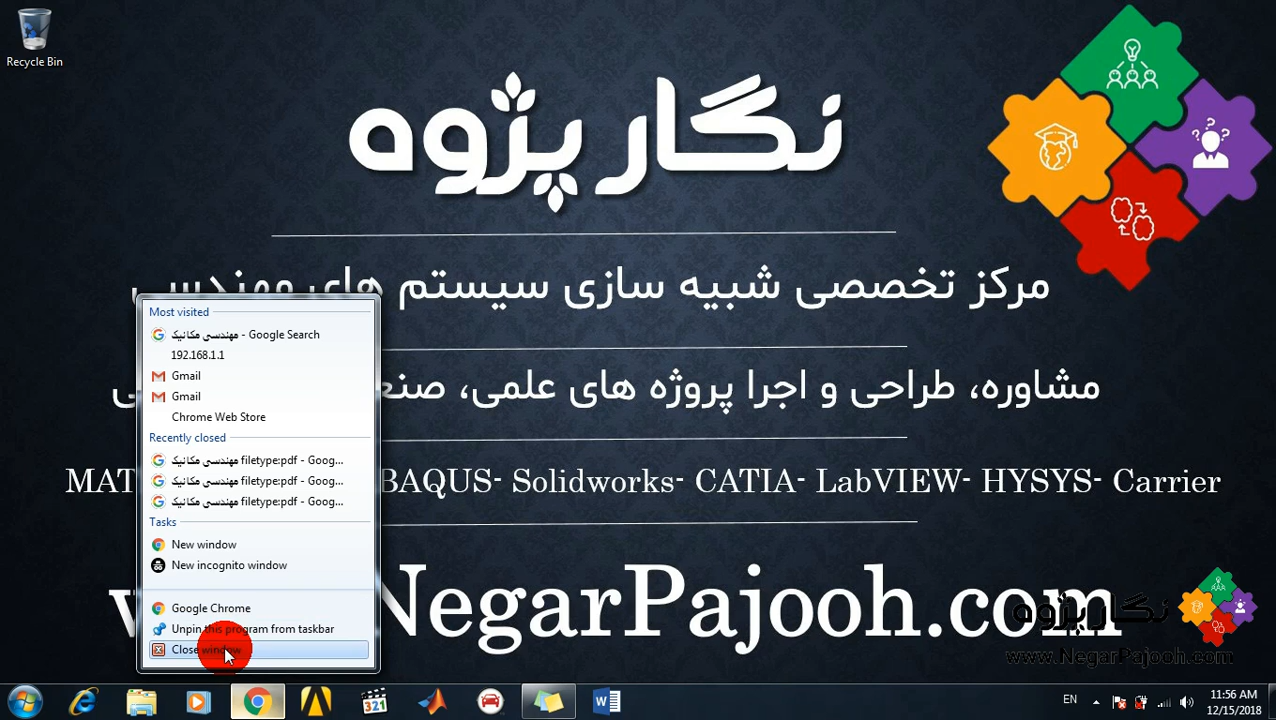 Recycle Bin
نگار پژوه
مرکز تخصصی شبیه سازی سیستم های مهندسی
مشاوره، طراحی و اجرا پروژه های علمی،
BAQUS- Solidworks- CATIA- LabVIEW- HYSYS- Carrier
NegarPajooh.com
Most visited
مهندسی مکانیک - Google Search
192.168.1.1
Gmail
Gmail
Chrome Web Store
Recently closed
مهندسی مکانیک filetype:pdf - Goog...
مهندسی مکانیک filetype:pdf - Goog...
مهندسی مکانیک filetype:pdf - Goog...
Tasks
New window
New incognito window
Google Chrome
Unpin this program from taskbar
Close window
نگار پژوه
www.NegarPajooh.com
321
EN
11:56 AM
12/15/2018